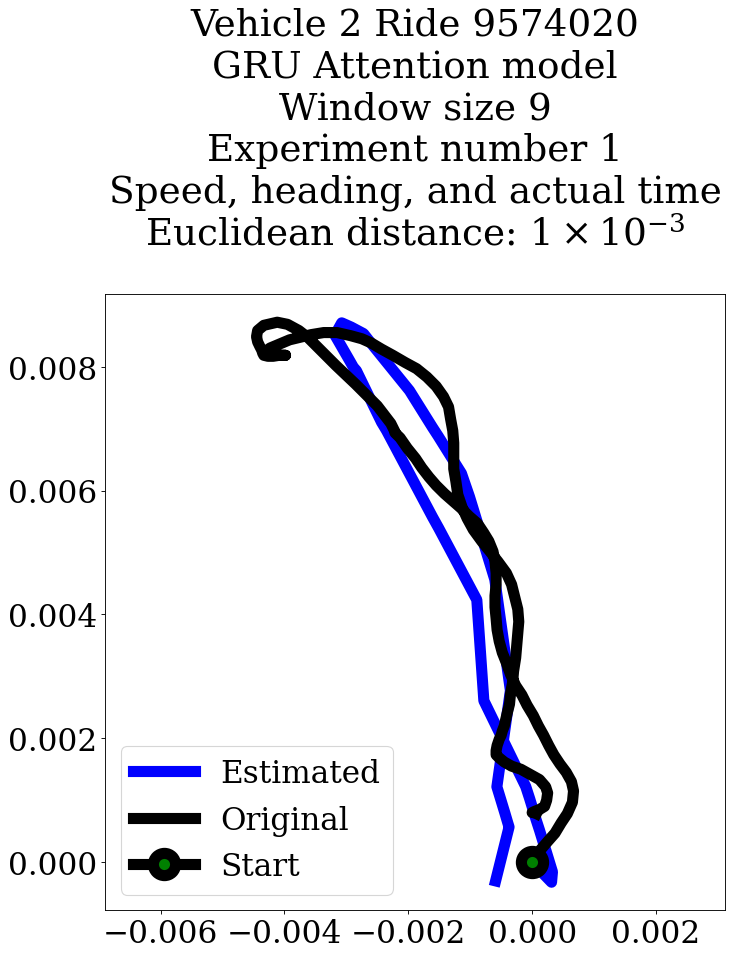 Vehicle 2 Ride 9574020
GRU Attention model
Window size 9
Experiment number 1
Speed, heading, and actual time
Euclidean distance: 1 × 10⁻³
0.008
0.006
0.004
0.002
0.000
Estimated
Original
Start
−0.006 −0.004 −0.002 0.000 0.002